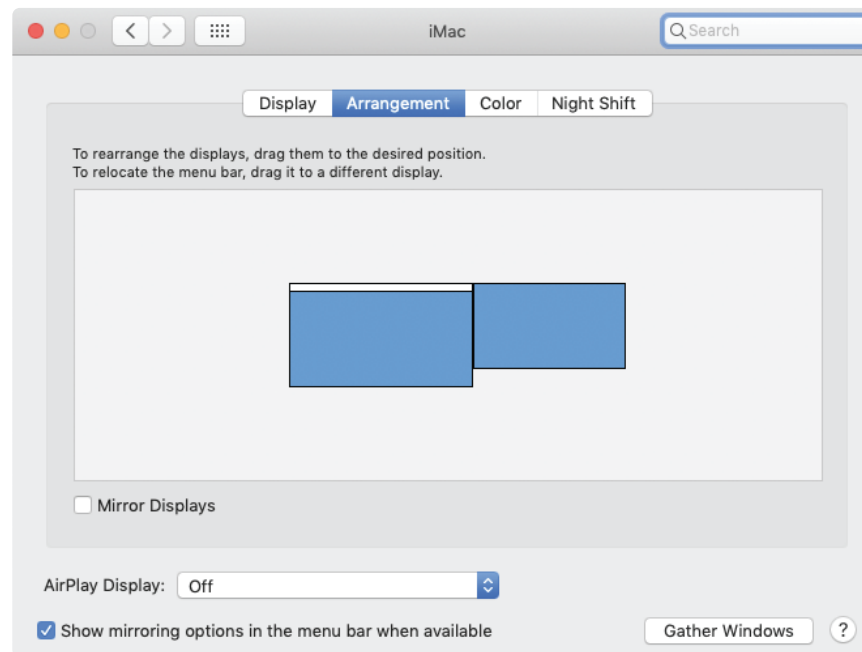 iMac
Search
Display Arrangement Color Night Shift
To rearrange the displays, drag them to the desired position.
To relocate the menu bar, drag it to a different display.
Mirror Displays
AirPlay Display: Off
Show mirroring options in the menu bar when available
Gather Windows ?